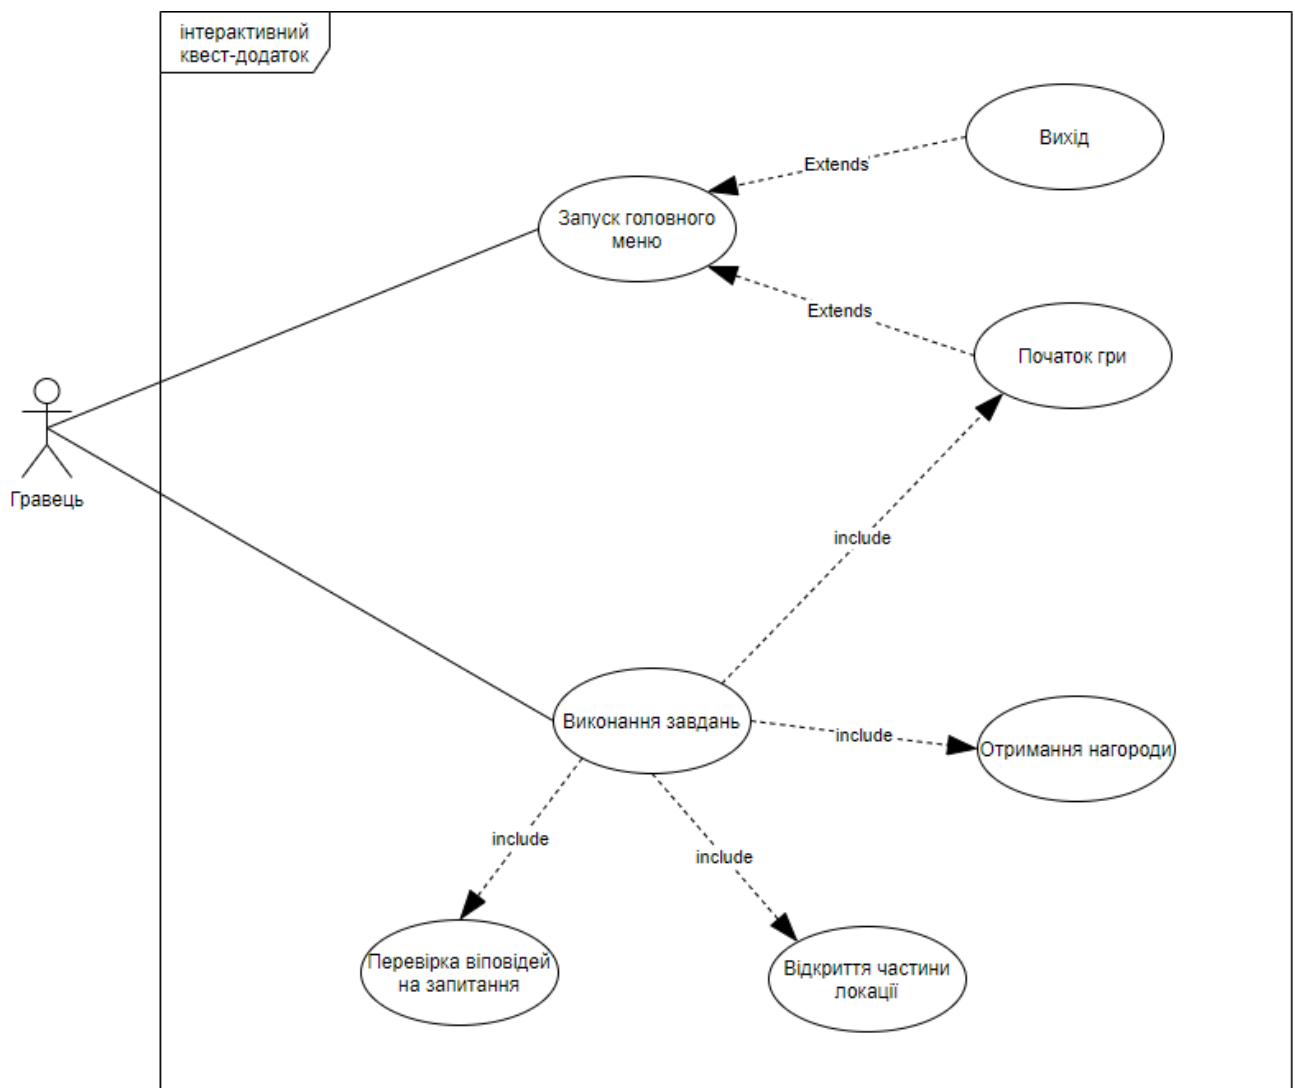 інтерактивний
квест-додаток
Вихід
Extends
Запуск головного
меню
Extends
Початок гри
Гравець
include
Виконання завдань
include
Отримання нагороди
include
include
Перевірка віповідей
на запитання
Відкриття частини
локації